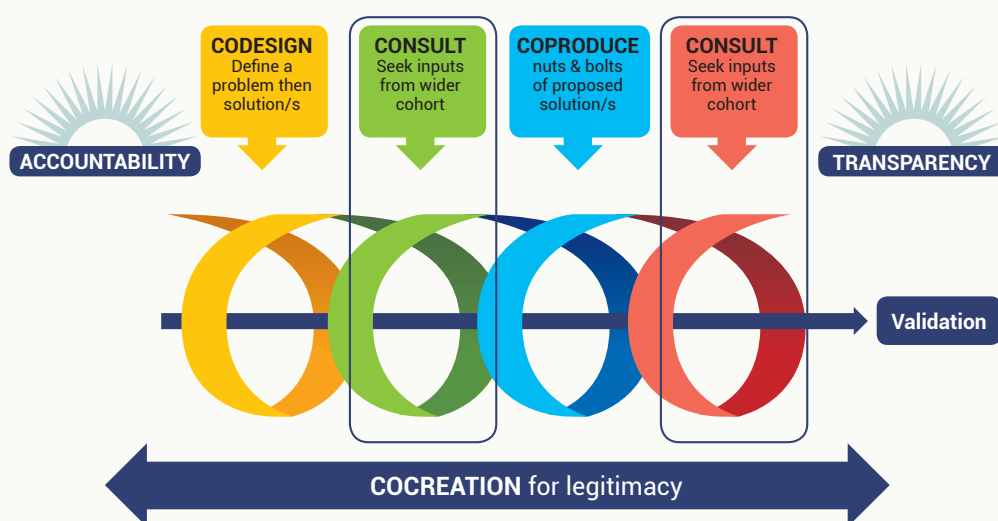 CODESIGN
Define a
problem then
solution/s
CONSULT
Seek inputs
from wider
cohort
COPRODUCE
nuts & bolts
of proposed
solution/s
CONSULT
Seek inputs
from wider
cohort
ACCOUNTABILITY
TRANSPARENCY
Validation
COCREATION for legitimacy